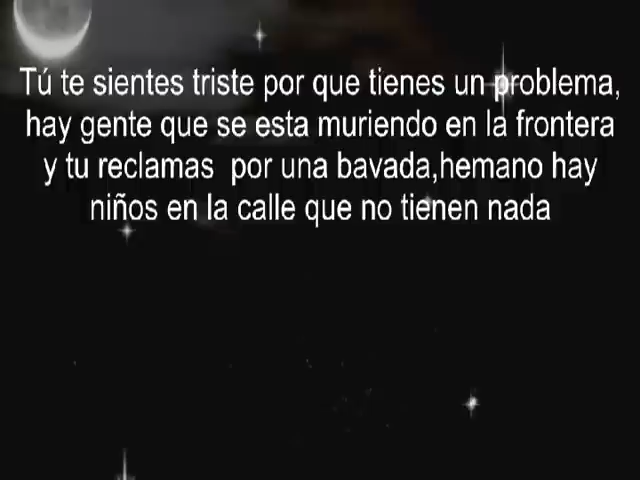 Tú te sientes triste por que tienes un problema,
hay gente que se esta muriendo en la frontera
y tu reclamas por una bavada,hemano hay
niños en la calle que no tienen nada